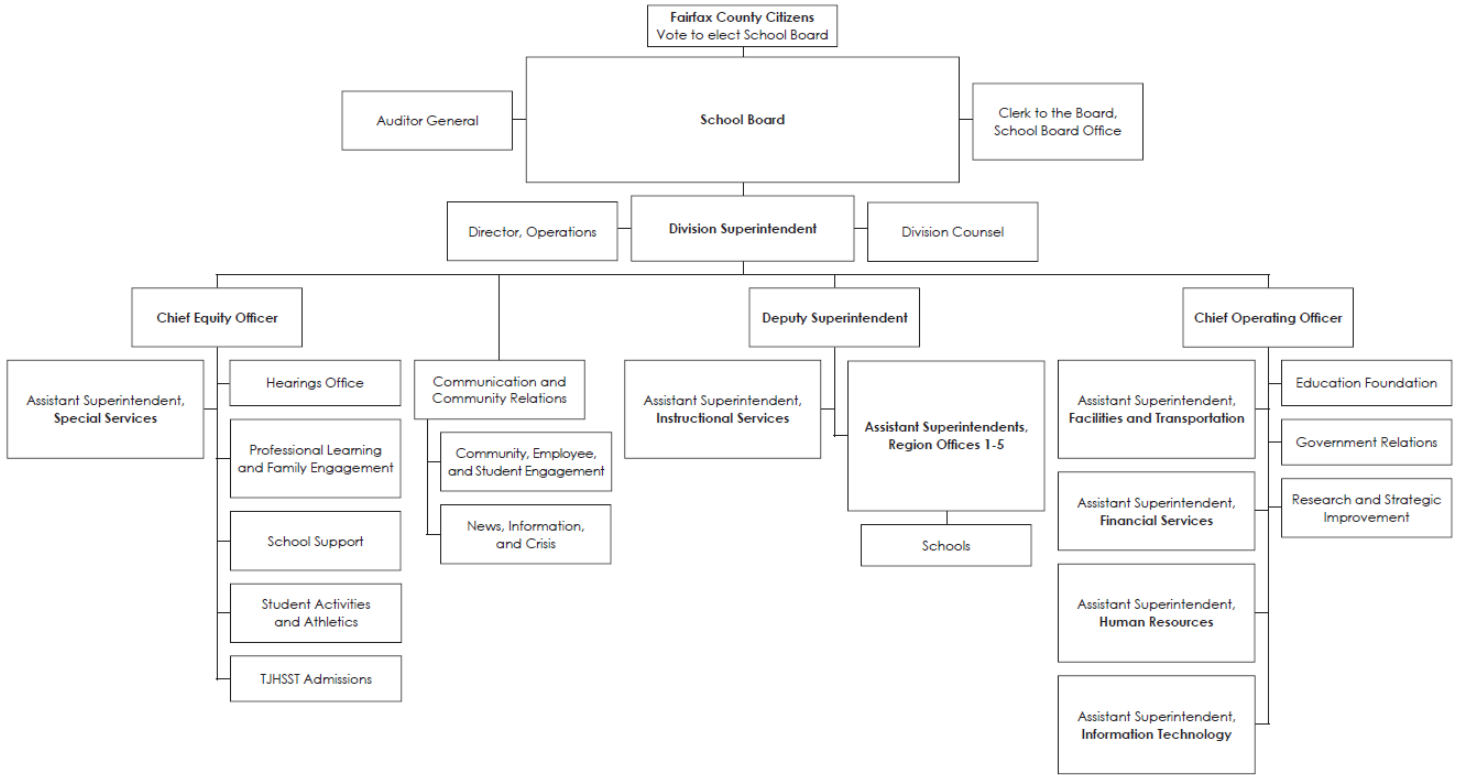 Fairfax County Citizens
Vote to elect School Board
Auditor General
School Board
Clerk to the Board,
School Board Office
Director, Operations
Division Superintendent
Division Counsel
Chief Equity Officer
Deputy Superintendent
Chief Operating Officer
Assistant Superintendent,
Special Services
Hearings Office
Professional Learning
and Family Engagement
School Support
Student Activities
and Athletics
TJHSST Admissions
Communication and
Community Relations
Community, Employee,
and Student Engagement
News, Information,
and Crisis
Assistant Superintendent,
Instructional Services
Assistant Superintendents,
Region Offices 1-5
Schools
Assistant Superintendent,
Facilities and Transportation
Assistant Superintendent,
Financial Services
Assistant Superintendent,
Human Resources
Assistant Superintendent,
Information Technology
Education Foundation
Government Relations
Research and Strategic
Improvement